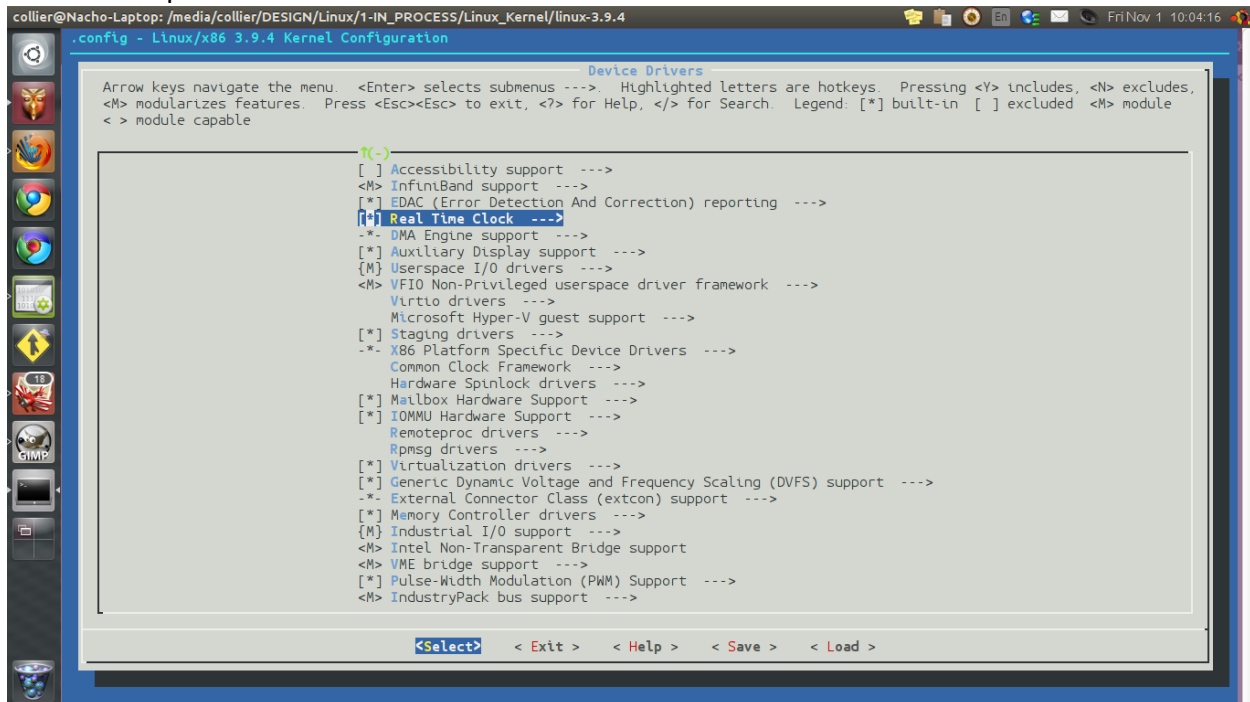 collier@Nacho-Laptop: /media/collier/DESIGN/Linux/1-IN_PROCESS/Linux_Kernel/linux-3.9.4
En
Fri Nov 1 10:04:16
.config - Linux/x86 3.9.4 Kernel Configuration
Device Drivers
Arrow keys navigate the menu. <Enter> selects submenus --->. Highlighted letters are hotkeys. Pressing <Y> includes, <N> excludes,
<M> modularizes features. Press <Esc><Esc> to exit, <?> for Help, </> for Search. Legend: [*] built-in [ ] excluded <M> module
< > module capable
↑(-)
[ ] Accessibility support --->
<M> InfiniBand support --->
[*] EDAC (Error Detection And Correction) reporting --->
[*] Real Time Clock --->
-*- DMA Engine support --->
[*] Auxiliary Display support --->
{M} Userspace I/O drivers --->
<M> VFIO Non-Privileged userspace driver framework --->
Virtio drivers --->
Microsoft Hyper-V guest support --->
[*] Staging drivers --->
-*- X86 Platform Specific Device Drivers --->
Common Clock Framework --->
Hardware Spinlock drivers --->
[*] Mailbox Hardware Support --->
[*] IOMMU Hardware Support --->
Remoteproc drivers --->
Rpmsg drivers --->
[*] Virtualization drivers --->
[*] Generic Dynamic Voltage and Frequency Scaling (DVFS) support --->
-*- External Connector Class (extcon) support --->
[*] Memory Controller drivers --->
{M} Industrial I/O support --->
<M> Intel Non-Transparent Bridge support
<M> VME bridge support --->
[*] Pulse-Width Modulation (PWM) Support --->
<M> IndustryPack bus support --->
<Select> < Exit > < Help > < Save > < Load >
18
GIMP